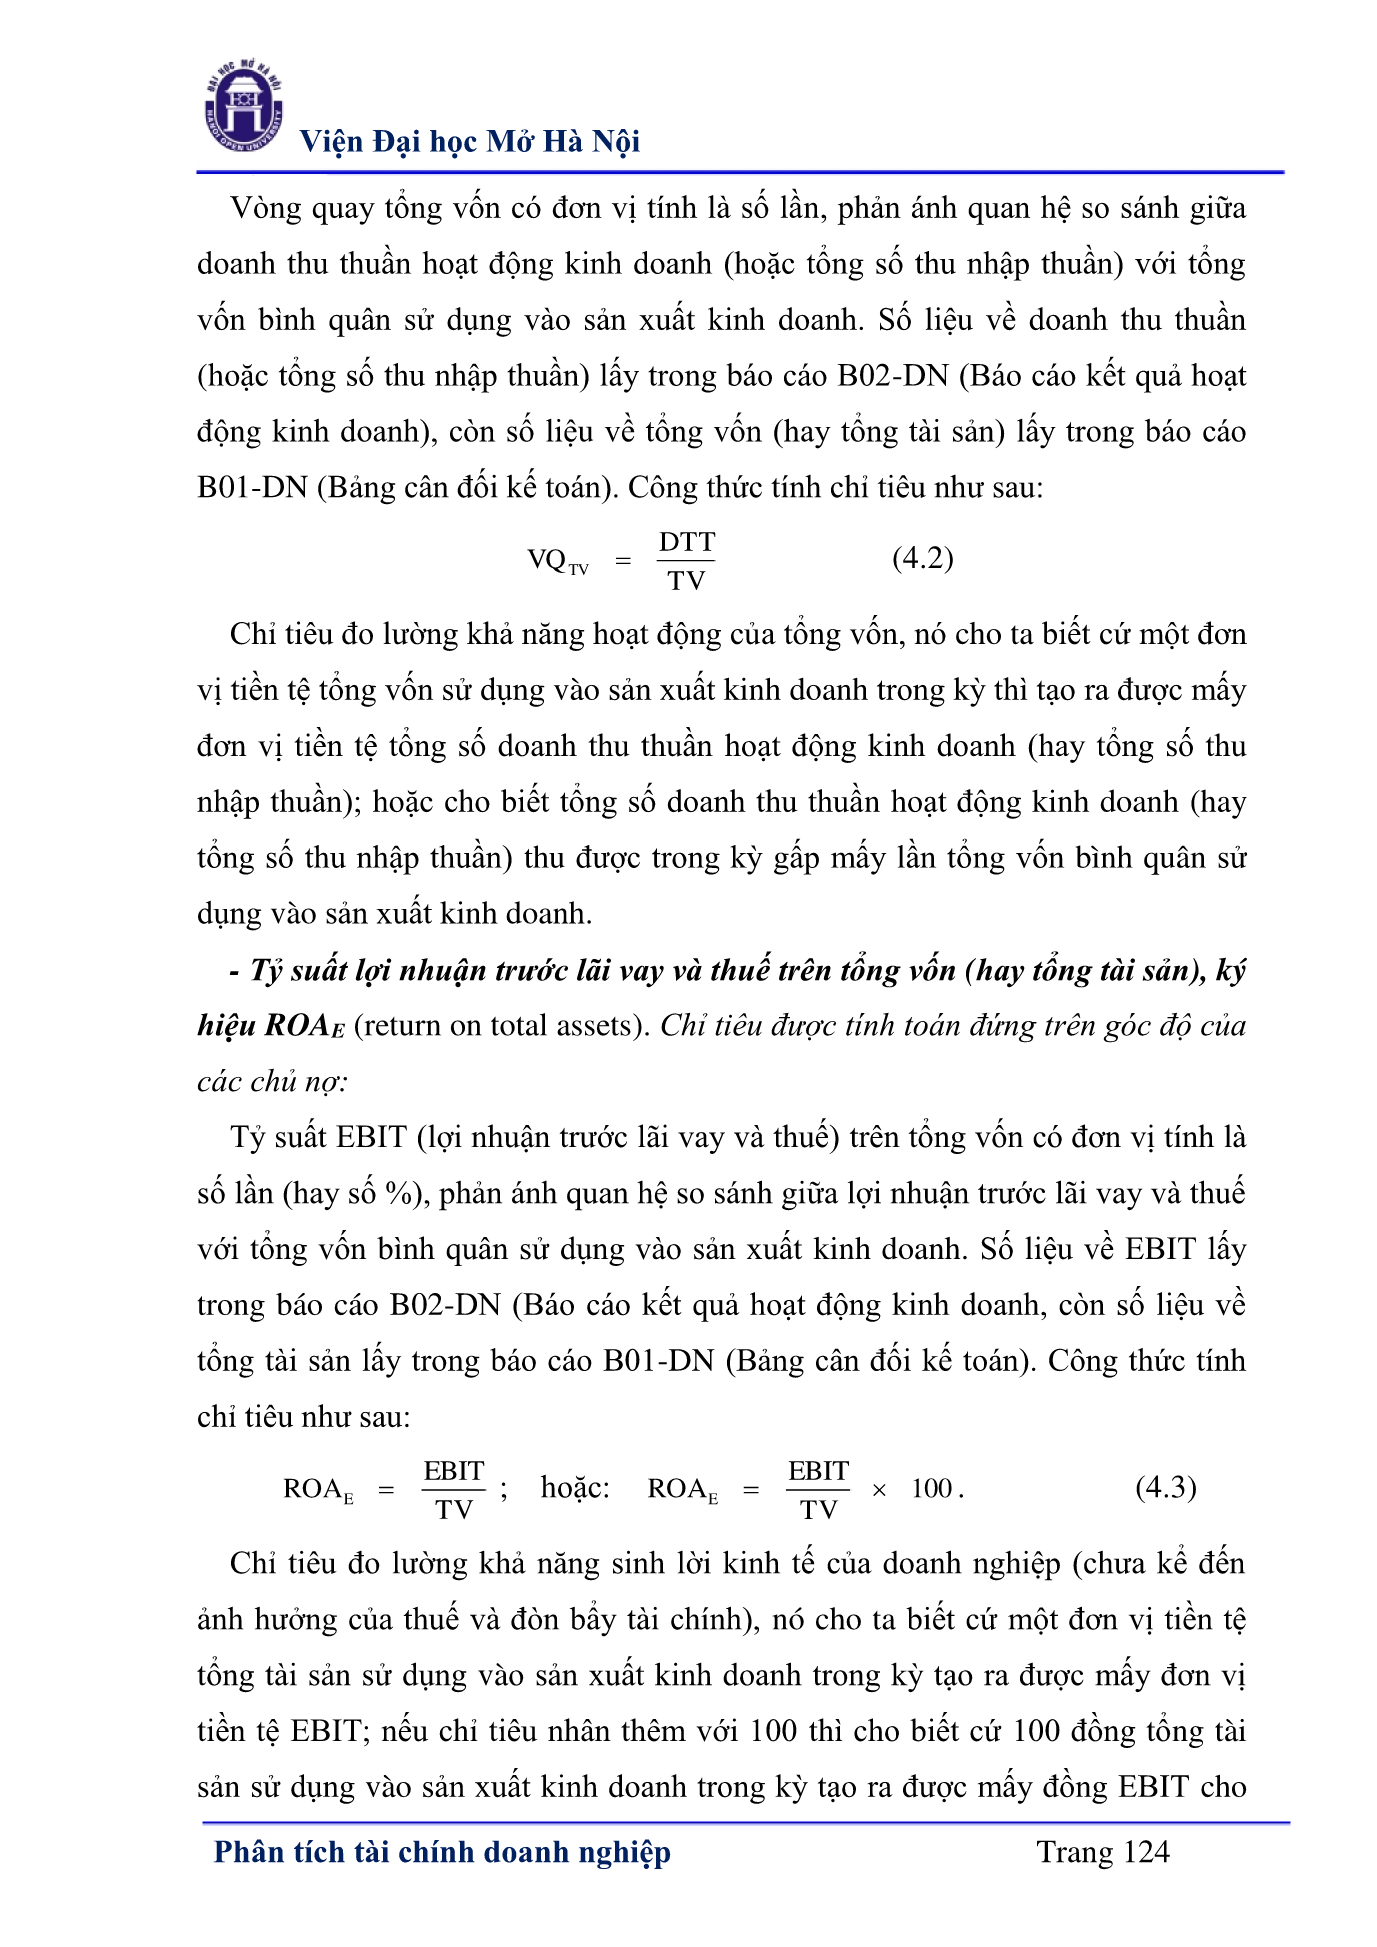 ĐẠI HỌC MỞ HÀ NỘI
HANOI OPEN UNIVERSITY
Viện Đại học Mở Hà Nội
Vòng quay tổng vốn có đơn vị tính là số lần, phản ánh quan hệ so sánh giữa
doanh thu thuần hoạt động kinh doanh (hoặc tổng số thu nhập thuần) với tổng
vốn bình quân sử dụng vào sản xuất kinh doanh. Số liệu về doanh thu thuần
(hoặc tổng số thu nhập thuần) lấy trong báo cáo B02-DN (Báo cáo kết quả hoạt
động kinh doanh), còn số liệu về tổng vốn (hay tổng tài sản) lấy trong báo cáo
B01-DN (Bảng cân đối kế toán). Công thức tính chỉ tiêu như sau:
VQ_TV = DTT / TV (4.2)
Chỉ tiêu đo lường khả năng hoạt động của tổng vốn, nó cho ta biết cứ một đơn
vị tiền tệ tổng vốn sử dụng vào sản xuất kinh doanh trong kỳ thì tạo ra được mấy
đơn vị tiền tệ tổng số doanh thu thuần hoạt động kinh doanh (hay tổng số thu
nhập thuần); hoặc cho biết tổng số doanh thu thuần hoạt động kinh doanh (hay
tổng số thu nhập thuần) thu được trong kỳ gấp mấy lần tổng vốn bình quân sử
dụng vào sản xuất kinh doanh.
- Tỷ suất lợi nhuận trước lãi vay và thuế trên tổng vốn (hay tổng tài sản), ký
hiệu ROA_E (return on total assets). Chỉ tiêu được tính toán đứng trên góc độ của
các chủ nợ:
Tỷ suất EBIT (lợi nhuận trước lãi vay và thuế) trên tổng vốn có đơn vị tính là
số lần (hay số %), phản ánh quan hệ so sánh giữa lợi nhuận trước lãi vay và thuế
với tổng vốn bình quân sử dụng vào sản xuất kinh doanh. Số liệu về EBIT lấy
trong báo cáo B02-DN (Báo cáo kết quả hoạt động kinh doanh, còn số liệu về
tổng tài sản lấy trong báo cáo B01-DN (Bảng cân đối kế toán). Công thức tính
chỉ tiêu như sau:
ROA_E = EBIT / TV ; hoặc: ROA_E = EBIT / TV × 100 . (4.3)
Chỉ tiêu đo lường khả năng sinh lời kinh tế của doanh nghiệp (chưa kể đến
ảnh hưởng của thuế và đòn bẩy tài chính), nó cho ta biết cứ một đơn vị tiền tệ
tổng tài sản sử dụng vào sản xuất kinh doanh trong kỳ tạo ra được mấy đơn vị
tiền tệ EBIT; nếu chỉ tiêu nhân thêm với 100 thì cho biết cứ 100 đồng tổng tài
sản sử dụng vào sản xuất kinh doanh trong kỳ tạo ra được mấy đồng EBIT cho
Phân tích tài chính doanh nghiệp Trang 124